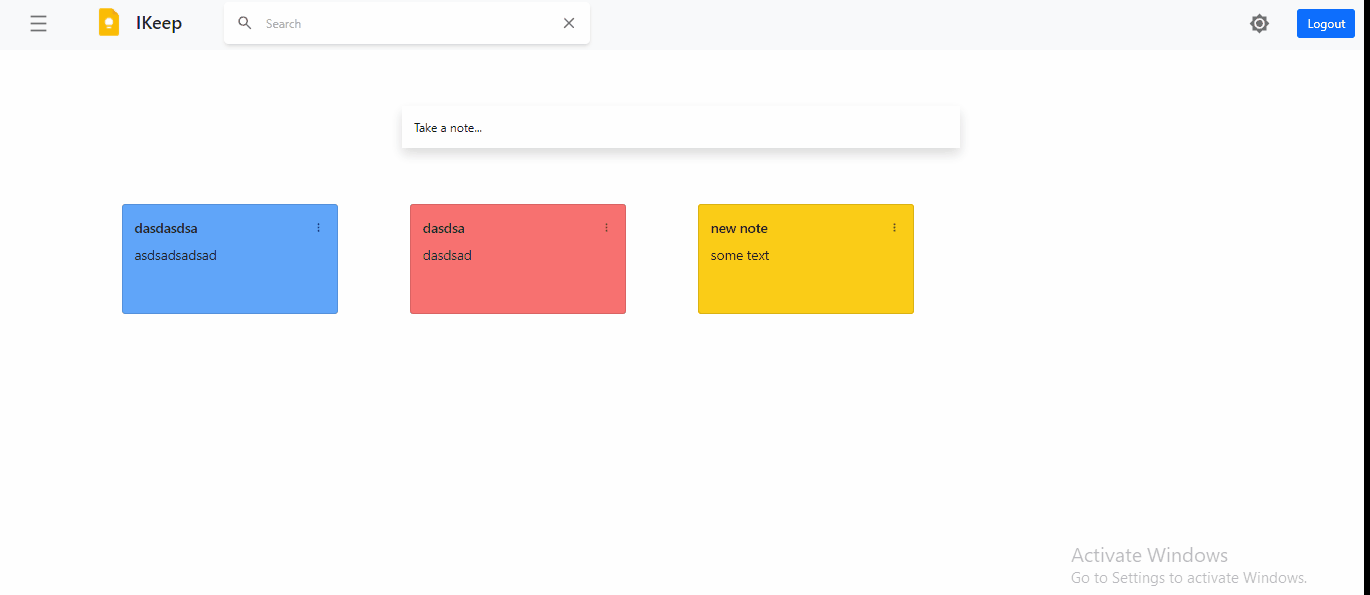 IKeep
Search
Logout
Take a note...
dasdasdsa
asdsadsadsad
dasdsa
dasdsad
new note
some text
Activate Windows
Go to Settings to activate Windows.